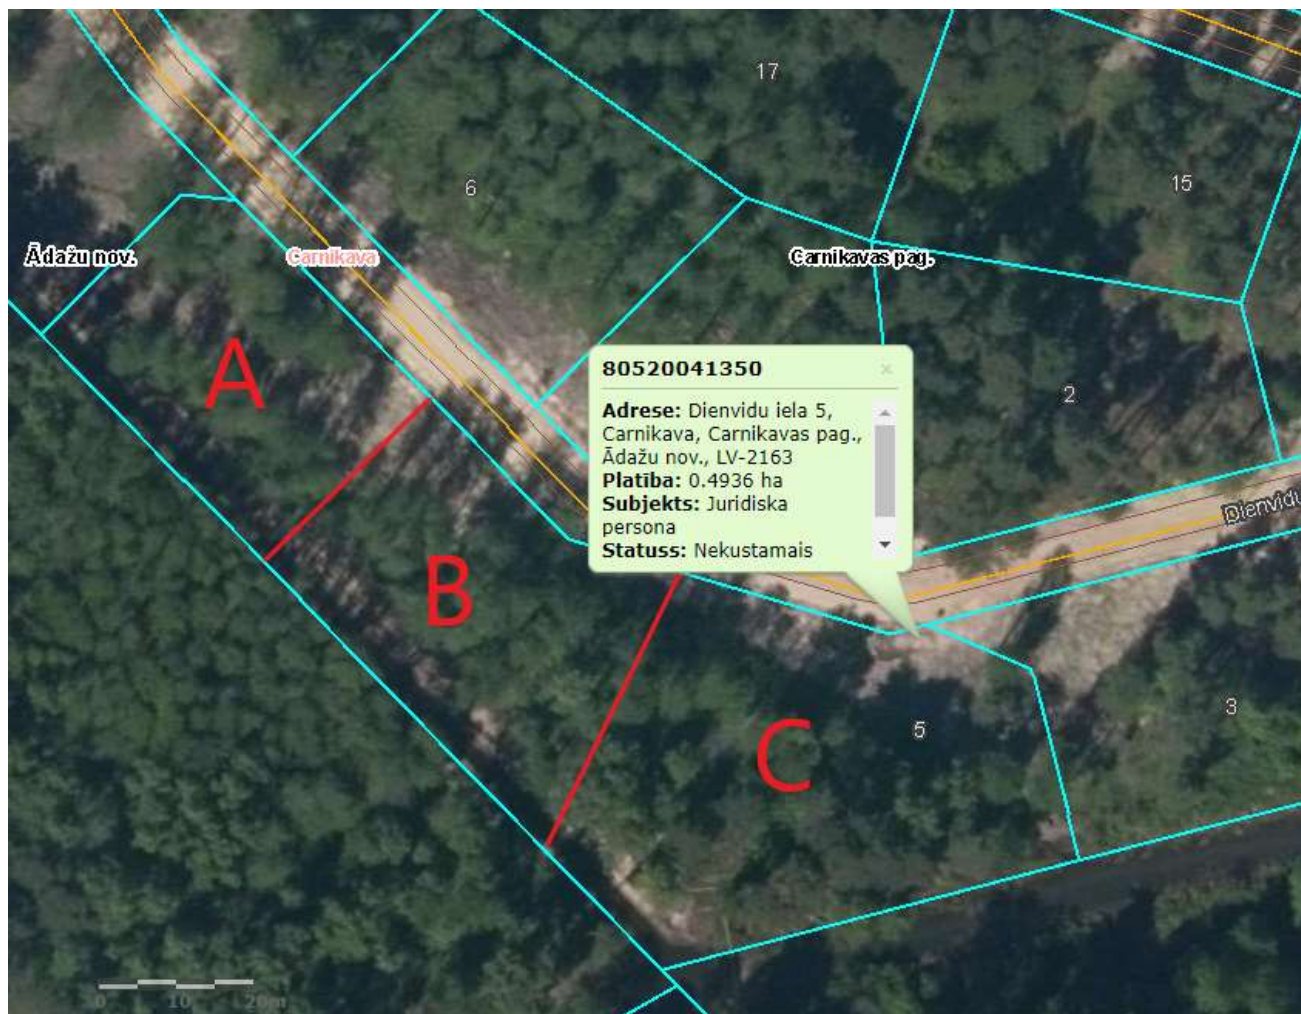 17
6
15
Ādažu nov.
Carnikava
Carnikavas pag.
A
80520041350
×
Adrese: Dienvidu iela 5,
Carnikava, Carnikavas pag.,
Ādažu nov., LV-2163
Platība: 0.4936 ha
Subjekts: Juridiska
persona
Statuss: Nekustamais
2
Dienvidu
B
C
5
3
0 10 20m